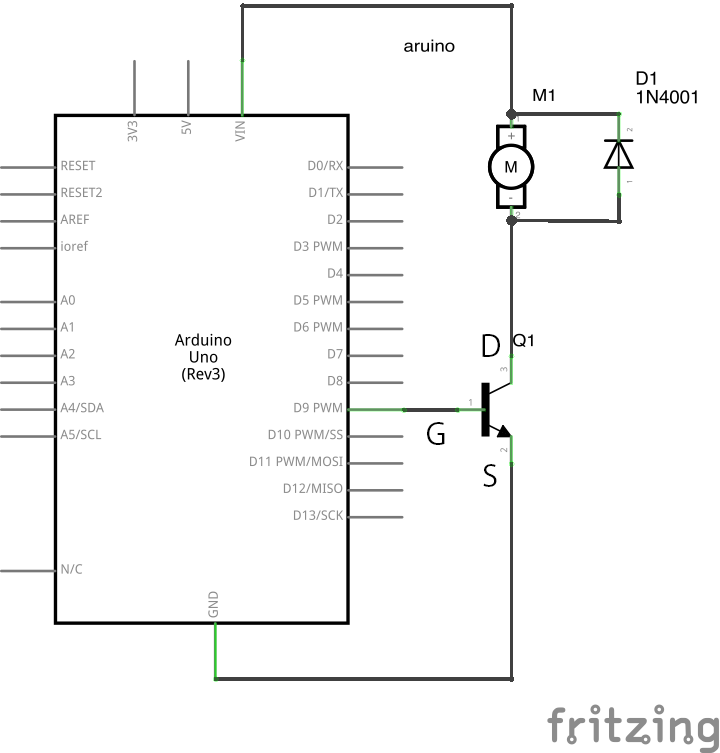 aruino
D1
1N4001
M1
3V3
5V
VIN
+
M
-
2
1
RESET
RESET2
AREF
ioref
A0
A1
A2
A3
A4/SDA
A5/SCL
N/C
Arduino
Uno
(Rev3)
D0/RX
D1/TX
D2
D3 PWM
D4
D5 PWM
D6 PWM
D7
D8
D9 PWM
D10 PWM/SS
D11 PWM/MOSI
D12/MISO
D13/SCK
GND
D
Q1
3
1
G
2
S
fritzing